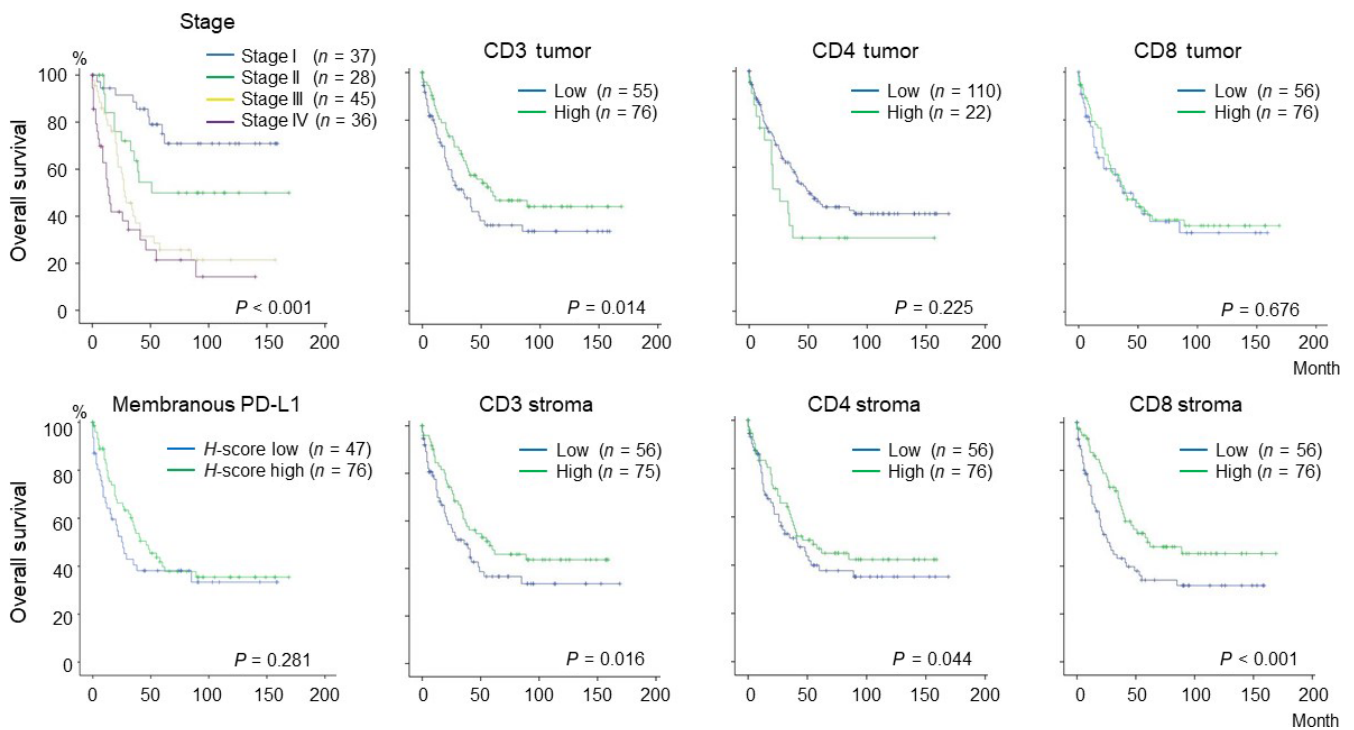 Stage
%
Stage I (n = 37)
Stage II (n = 28)
Stage III (n = 45)
Stage IV (n = 36)
100
80
60
40
20
0
Overall survival
P < 0.001
0 50 100 150 200
CD3 tumor
Low (n = 55)
High (n = 76)
P = 0.014
0 50 100 150 200
CD4 tumor
Low (n = 110)
High (n = 22)
P = 0.225
0 50 100 150 200
CD8 tumor
Low (n = 56)
High (n = 76)
P = 0.676
0 50 100 150 200
Month
Membranous PD-L1
%
H-score low (n = 47)
H-score high (n = 76)
100
80
60
40
20
0
Overall survival
P = 0.281
0 50 100 150 200
CD3 stroma
Low (n = 56)
High (n = 75)
P = 0.016
0 50 100 150 200
CD4 stroma
Low (n = 56)
High (n = 76)
P = 0.044
0 50 100 150 200
CD8 stroma
Low (n = 56)
High (n = 76)
P < 0.001
0 50 100 150 200
Month